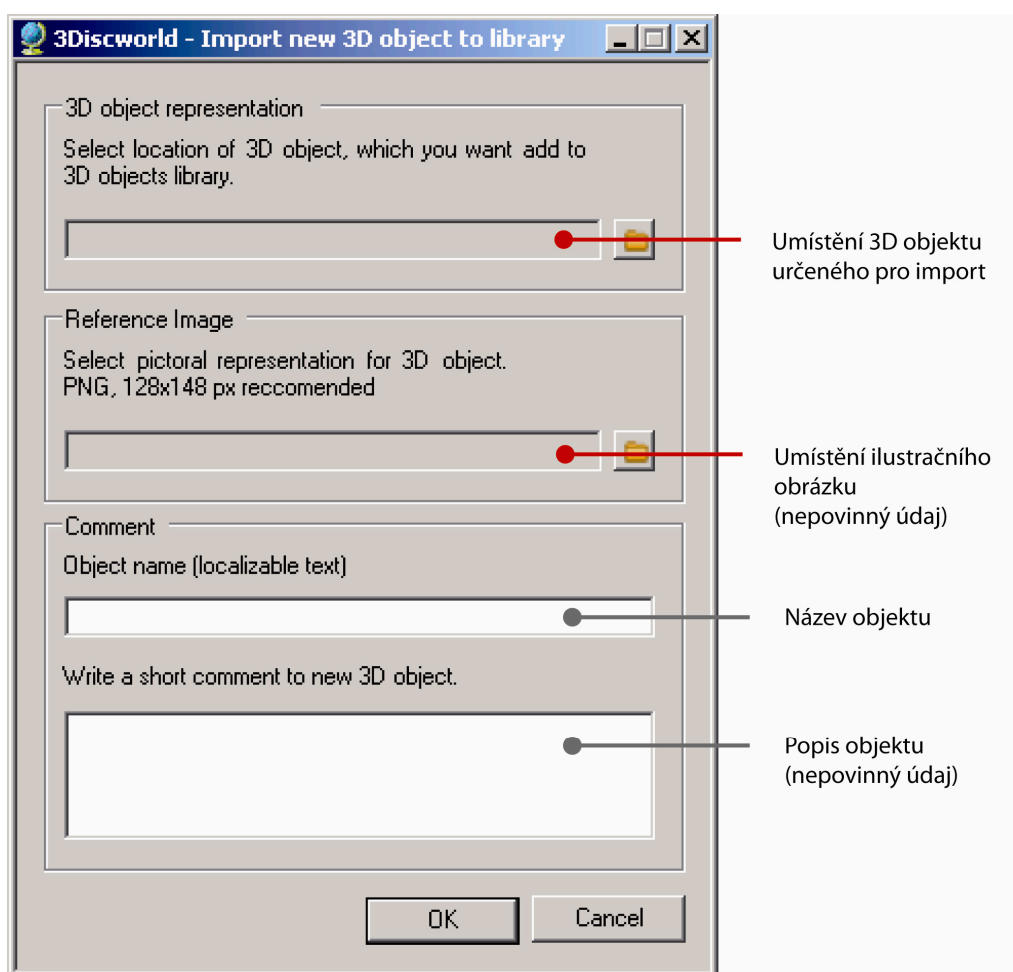 3Discworld - Import new 3D object to library
3D object representation
Select location of 3D object, which you want add to
3D objects library.
Umístění 3D objektu
určeného pro import
Reference Image
Select pictoral representation for 3D object.
PNG, 128x148 px reccomended
Umístění ilustračního
obrázku
(nepovinný údaj)
Comment
Object name (localizable text)
Název objektu
Write a short comment to new 3D object.
Popis objektu
(nepovinný údaj)
OK
Cancel